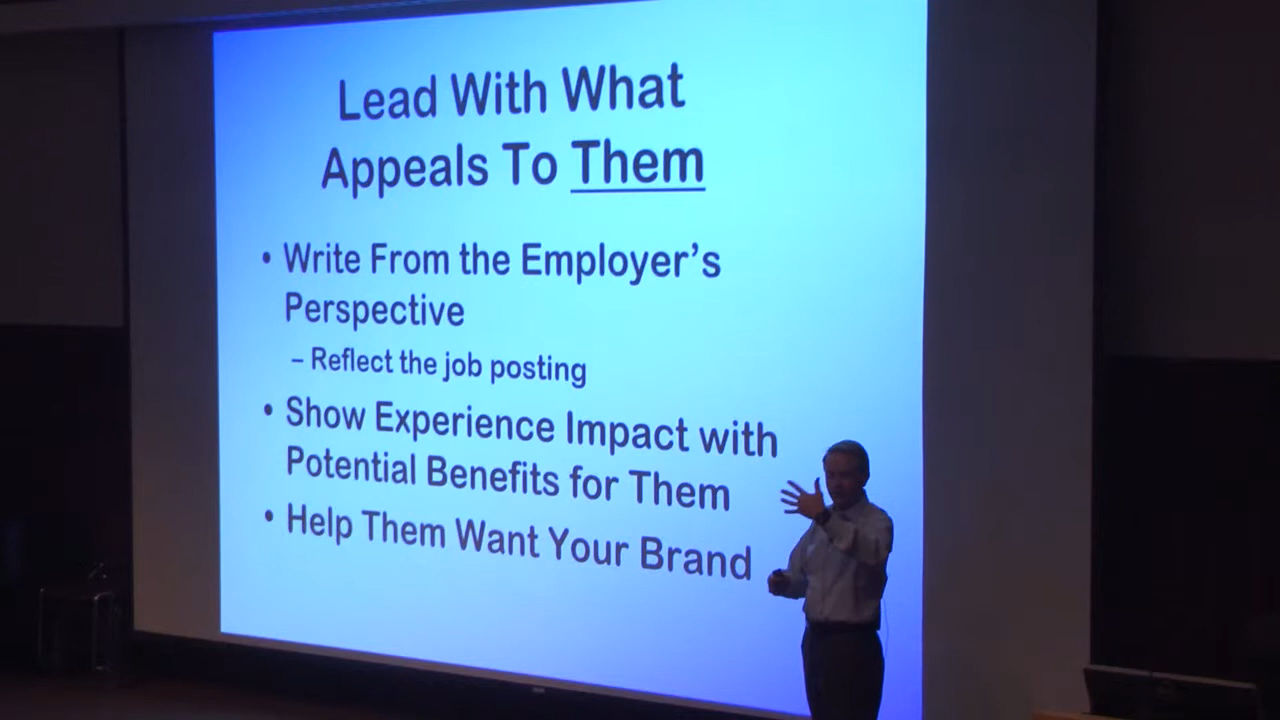 Lead With What
Appeals To Them
• Write From the Employer's
Perspective
– Reflect the job posting
• Show Experience Impact with
Potential Benefits for Them
• Help Them Want Your Brand